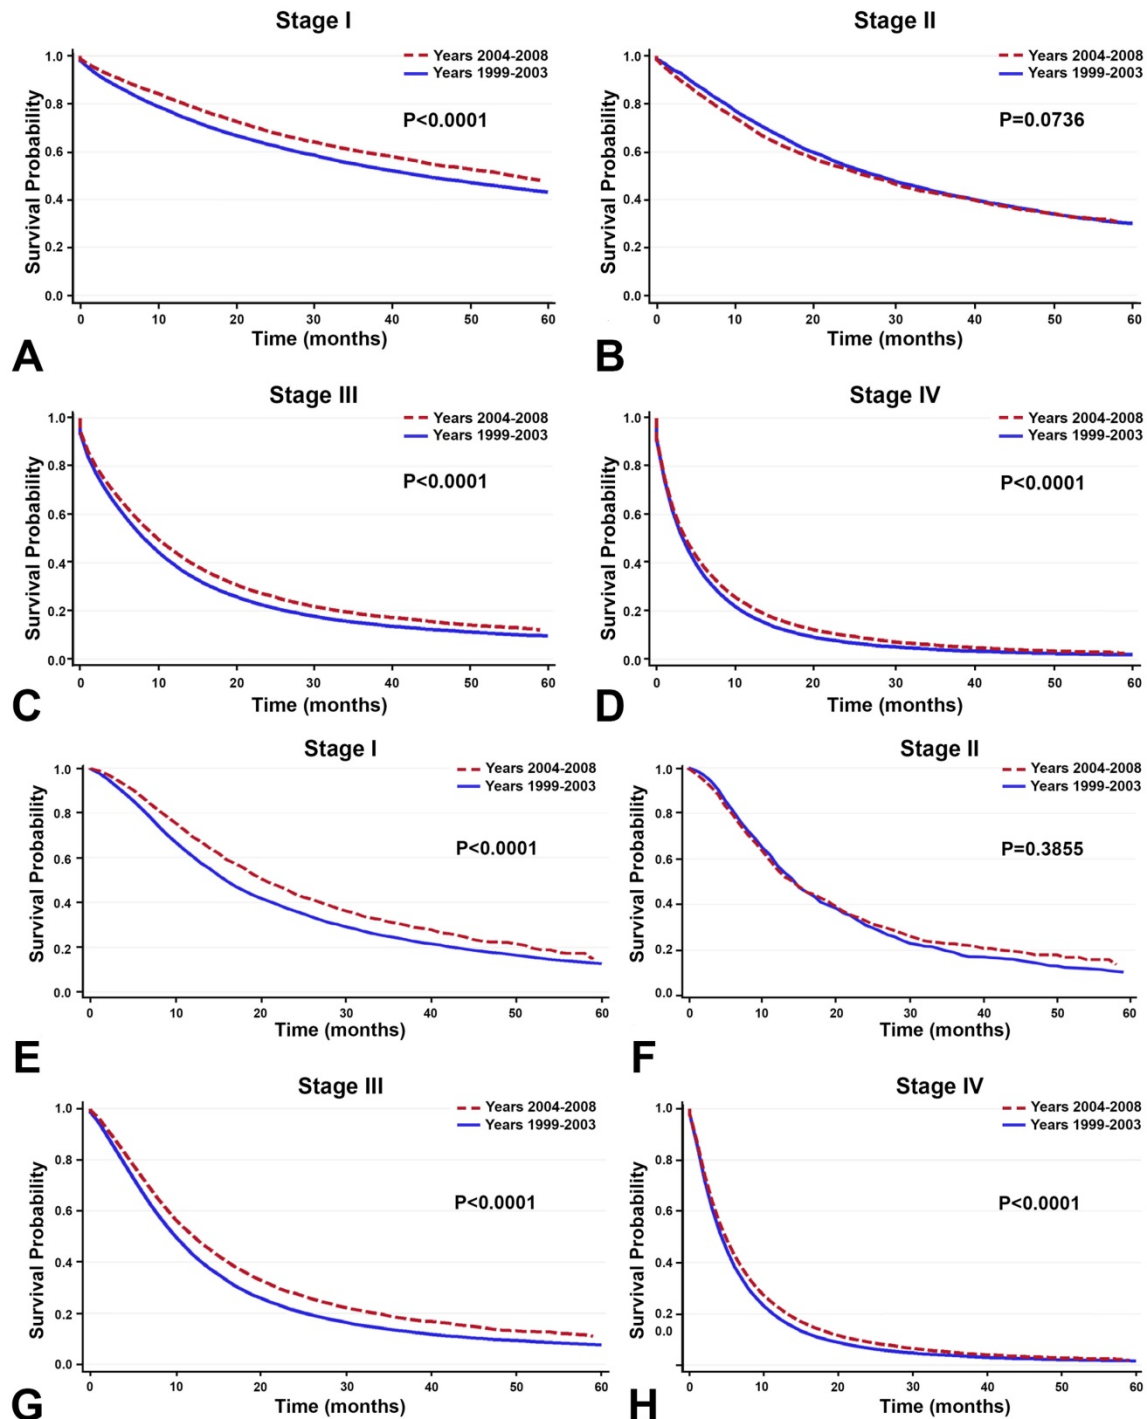 Stage I
Years 2004-2008
Years 1999-2003
P<0.0001
Survival Probability
1.0
0.8
0.6
0.4
0.2
0.0
0 10 20 30 40 50 60
Time (months)
A
Stage II
Years 2004-2008
Years 1999-2003
P=0.0736
Survival Probability
1.0
0.8
0.6
0.4
0.2
0.0
0 10 20 30 40 50 60
Time (months)
B
Stage III
Years 2004-2008
Years 1999-2003
P<0.0001
Survival Probability
1.0
0.8
0.6
0.4
0.2
0.0
0 10 20 30 40 50 60
Time (months)
C
Stage IV
Years 2004-2008
Years 1999-2003
P<0.0001
Survival Probability
1.0
0.8
0.6
0.4
0.2
0.0
0 10 20 30 40 50 60
Time (months)
D
Stage I
Years 2004-2008
Years 1999-2003
P<0.0001
Survival Probability
1.0
0.8
0.6
0.4
0.2
0.0
0 10 20 30 40 50 60
Time (months)
E
Stage II
Years 2004-2008
Years 1999-2003
P=0.3855
Survival Probability
1.0
0.8
0.6
0.4
0.2
0.0
0 10 20 30 40 50 60
Time (months)
F
Stage III
Years 2004-2008
Years 1999-2003
P<0.0001
Survival Probability
1.0
0.8
0.6
0.4
0.2
0.0
0 10 20 30 40 50 60
Time (months)
G
Stage IV
Years 2004-2008
Years 1999-2003
P<0.0001
Survival Probability
1.0
0.8
0.6
0.4
0.2
0.0
0 10 20 30 40 50 60
Time (months)
H